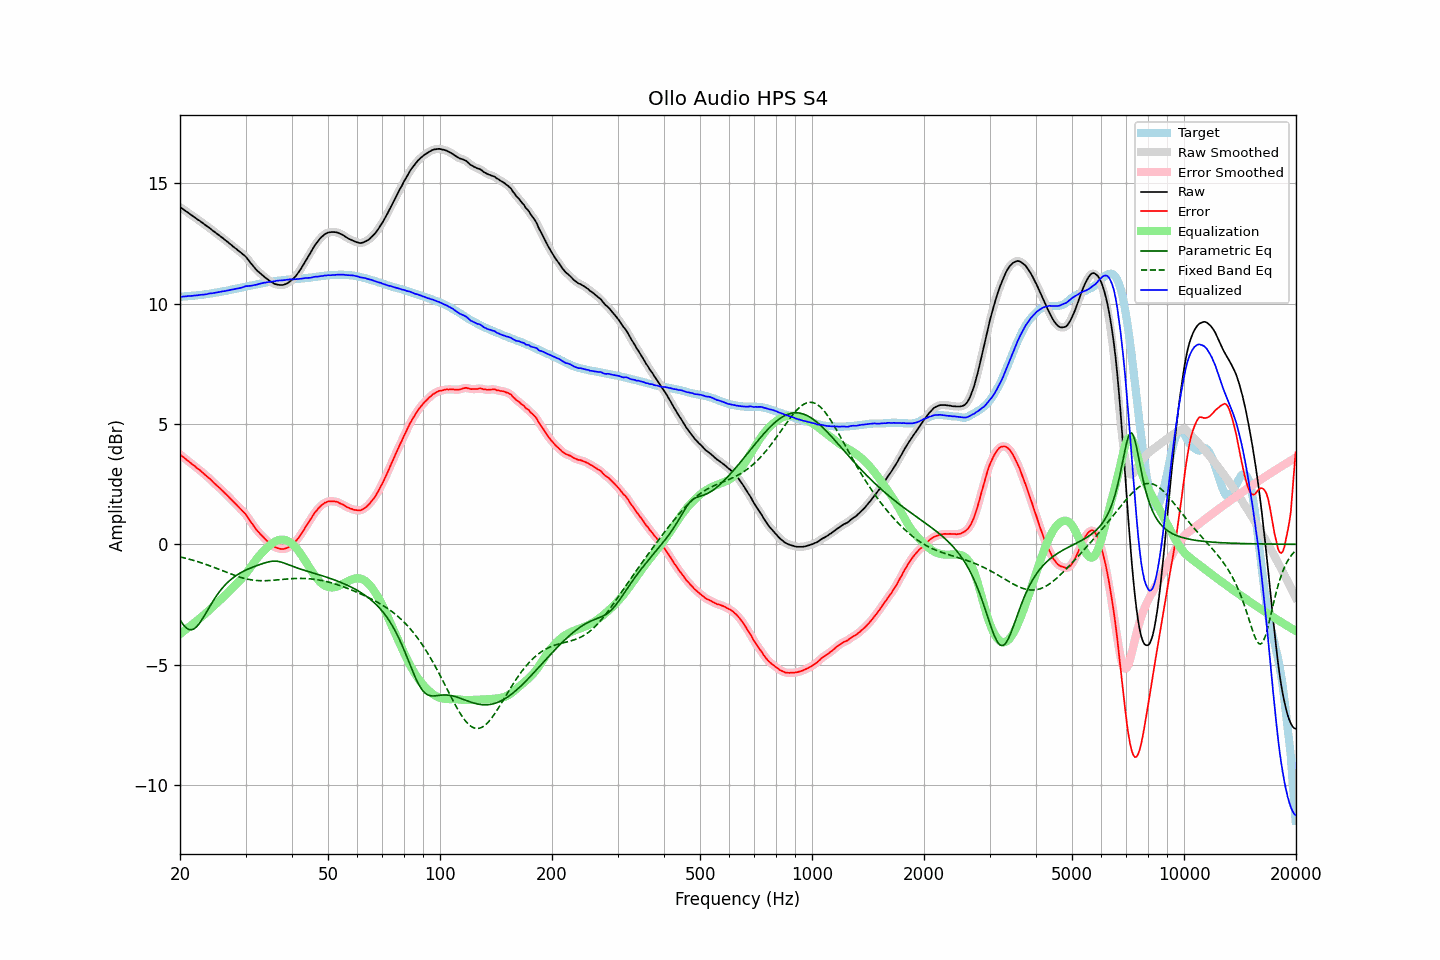 Ollo Audio HPS S4
Target
Raw Smoothed
Error Smoothed
Raw
Error
Equalization
Parametric Eq
Fixed Band Eq
Equalized
Amplitude (dBr)
15
10
5
0
−5
−10
20 50 100 200 500 1000 2000 5000 10000 20000
Frequency (Hz)